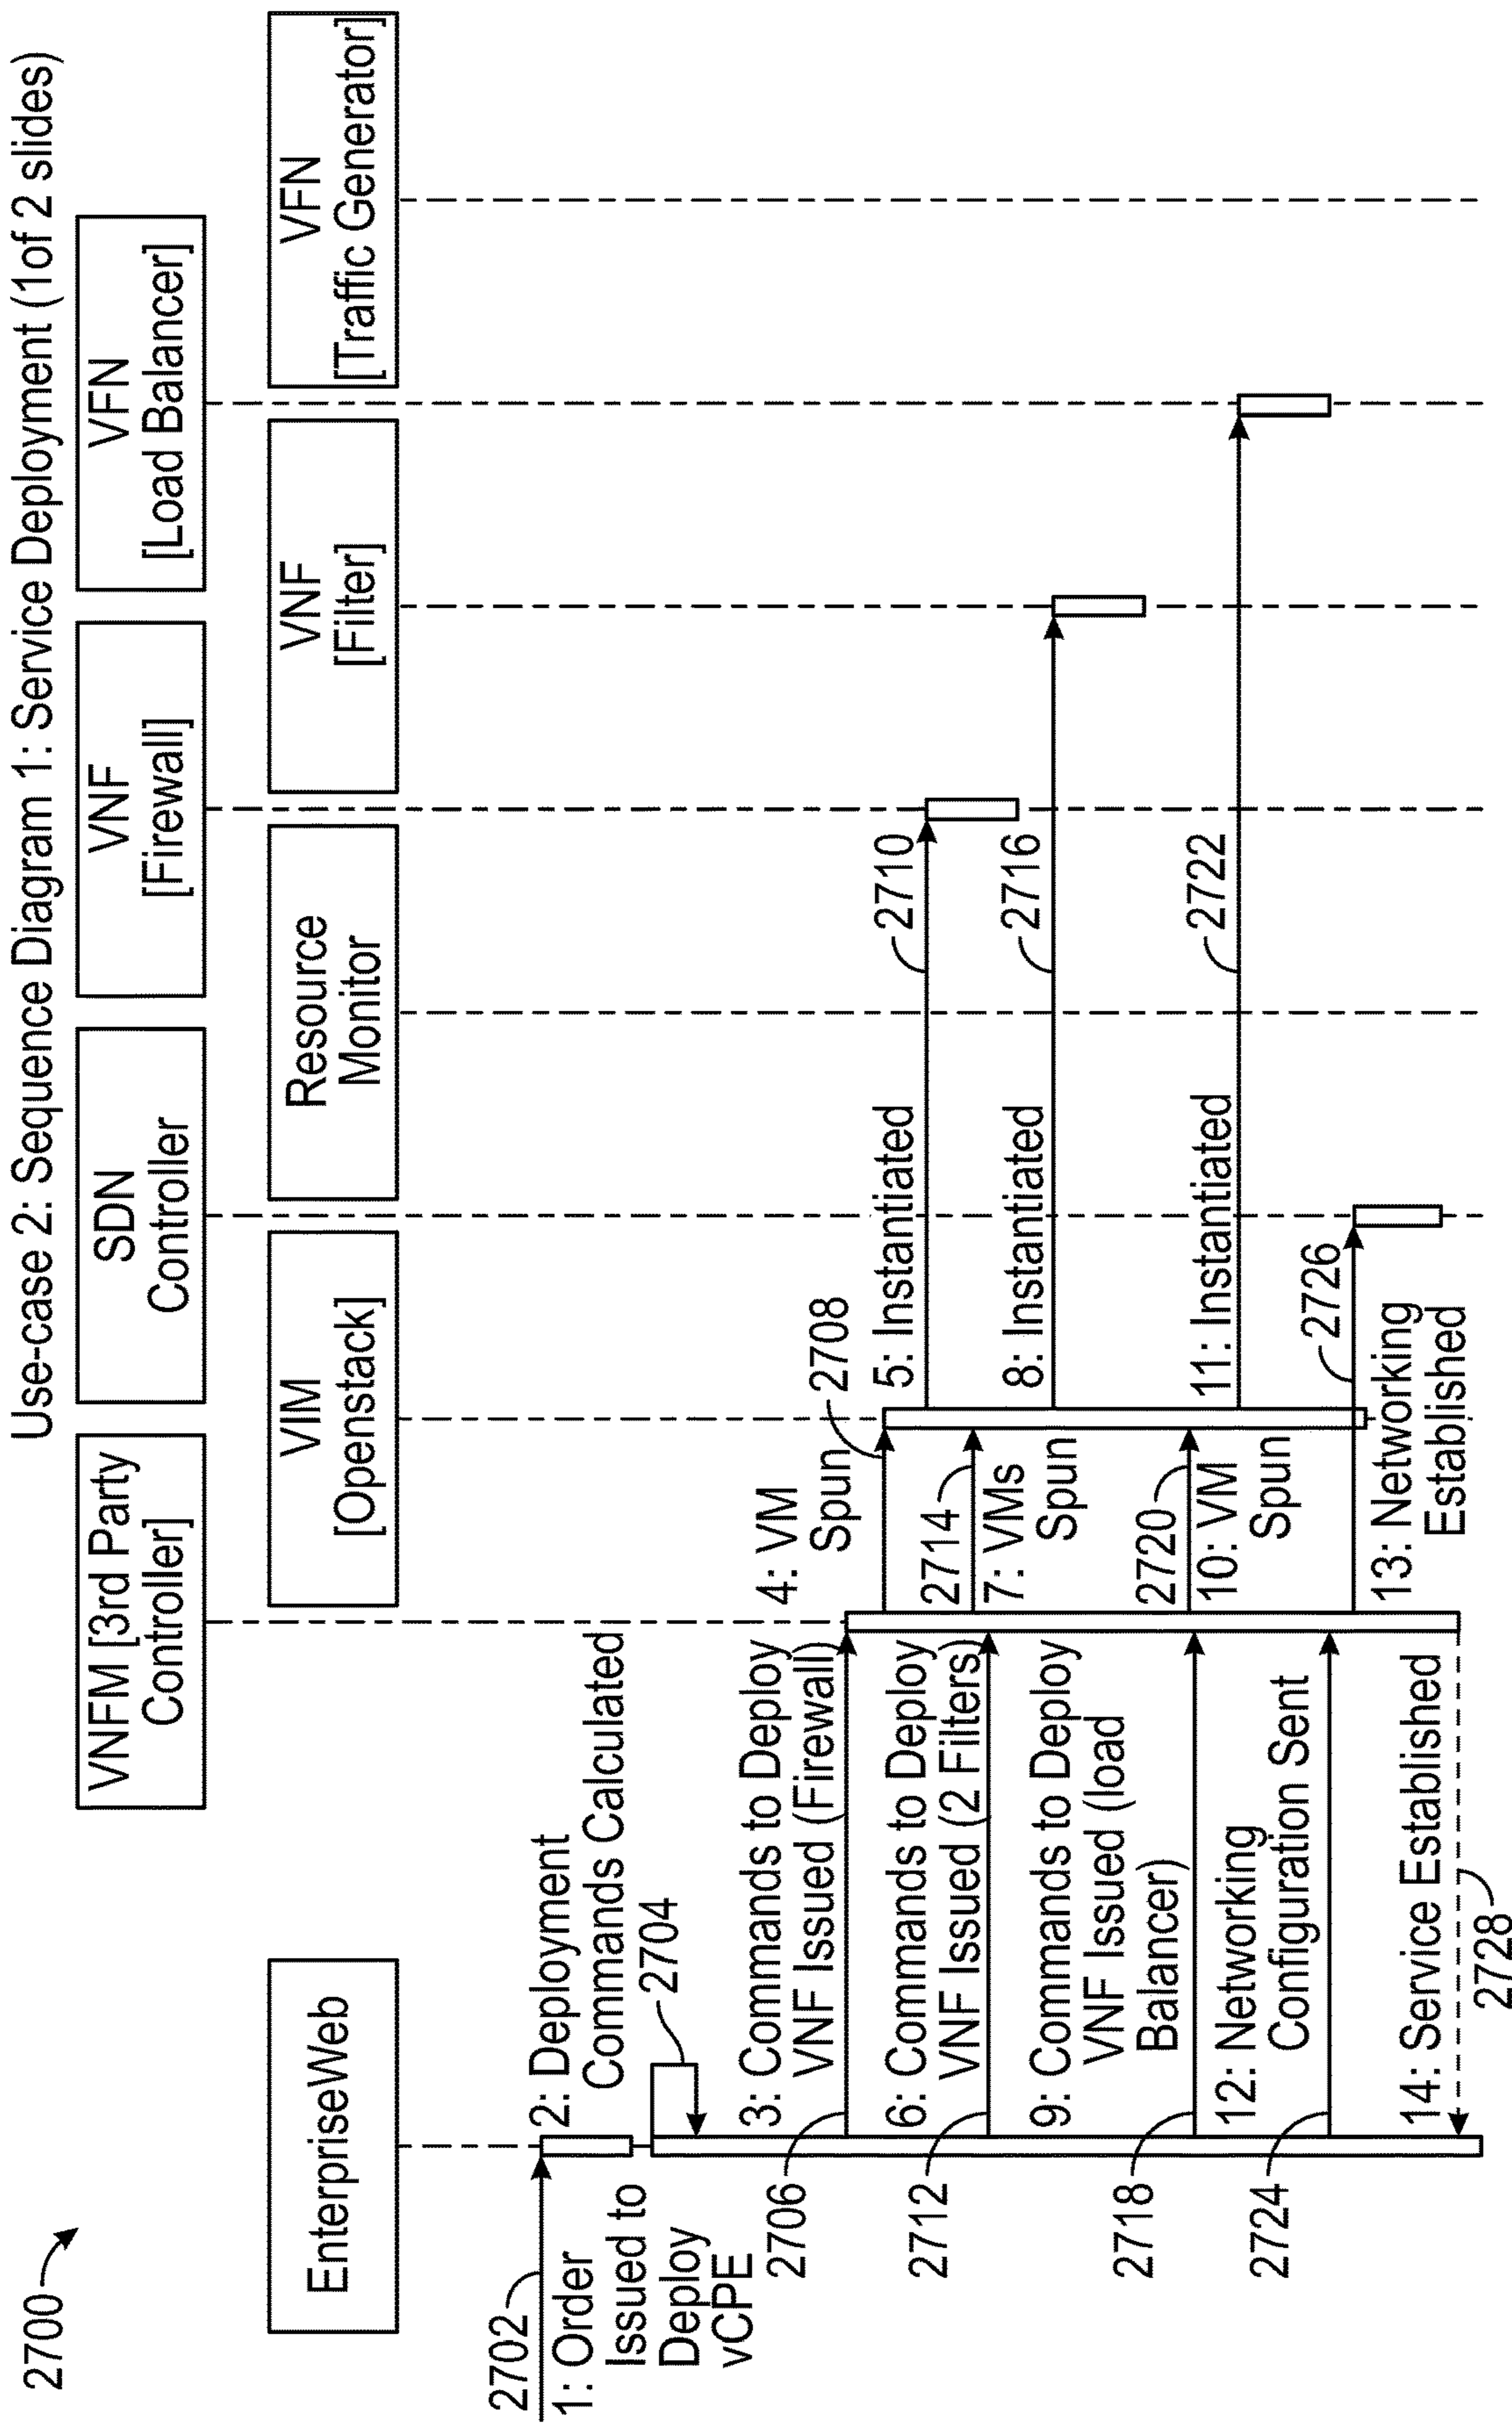 2700
Use-case 2: Sequence Diagram 1: Service Deployment (1of 2 slides)
VNFM [3rd Party
Controller]
SDN
Controller
VNF
[Firewall]
VFN
[Load Balancer]
EnterpriseWeb
VIM
[Openstack]
Resource
Monitor
VNF
[Filter]
VFN
[Traffic Generator]
2702
1: Order
Issued to
Deploy
vCPE
2: Deployment
Commands Calculated
2704
3: Commands to Deploy
VNF Issued (Firewall)
2706
4: VM
Spun
2708
5: Instantiated
2710
6: Commands to Deploy
VNF Issued (2 Filters)
2712
2714
7: VMs
Spun
8: Instantiated
2716
9: Commands to Deploy
VNF Issued (load
Balancer)
2718
2720
10: VM
Spun
11: Instantiated
2722
12: Networking
Configuration Sent
2724
2726
13: Networking
Established
14: Service Established
2728